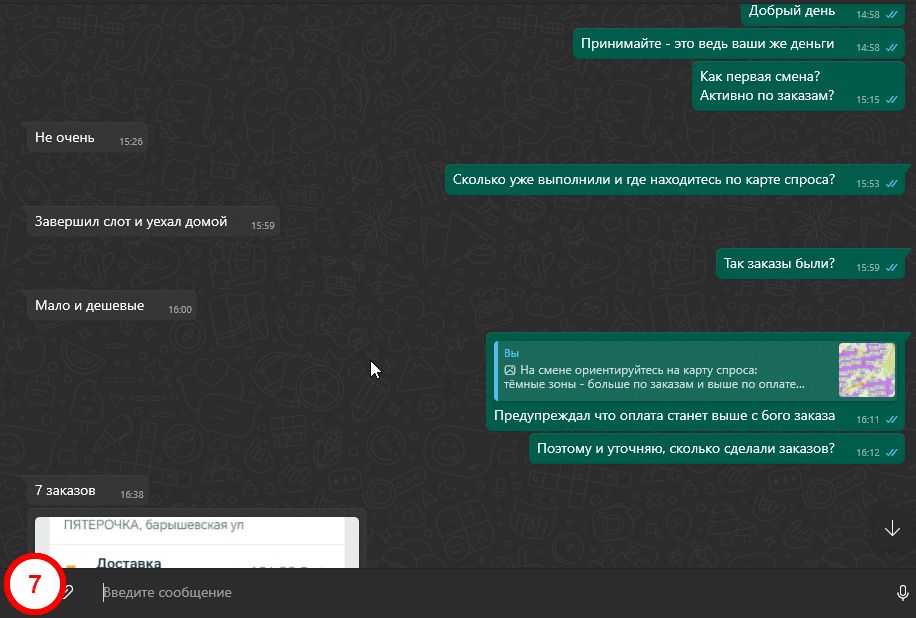 Добрый день
14:58
Принимайте - это ведь ваши же деньги
14:58
Как первая смена?
Активно по заказам?
15:15
Не очень
15:26
Сколько уже выполнили и где находитесь по карте спроса?
15:53
Завершил слот и уехал домой
15:59
Так заказы были?
15:59
Мало и дешевые
16:00
Вы
На смене ориентируйтесь на карту спроса:
тёмные зоны - больше по заказам и выше по оплате...
Предупреждал что оплата станет выше с 6ого заказа
16:11
Поэтому и уточняю, сколько сделали заказов?
16:12
7 заказов
16:38
ПЯТЕРОЧКА, барышевская ул
Доставка
7
Введите сообщение